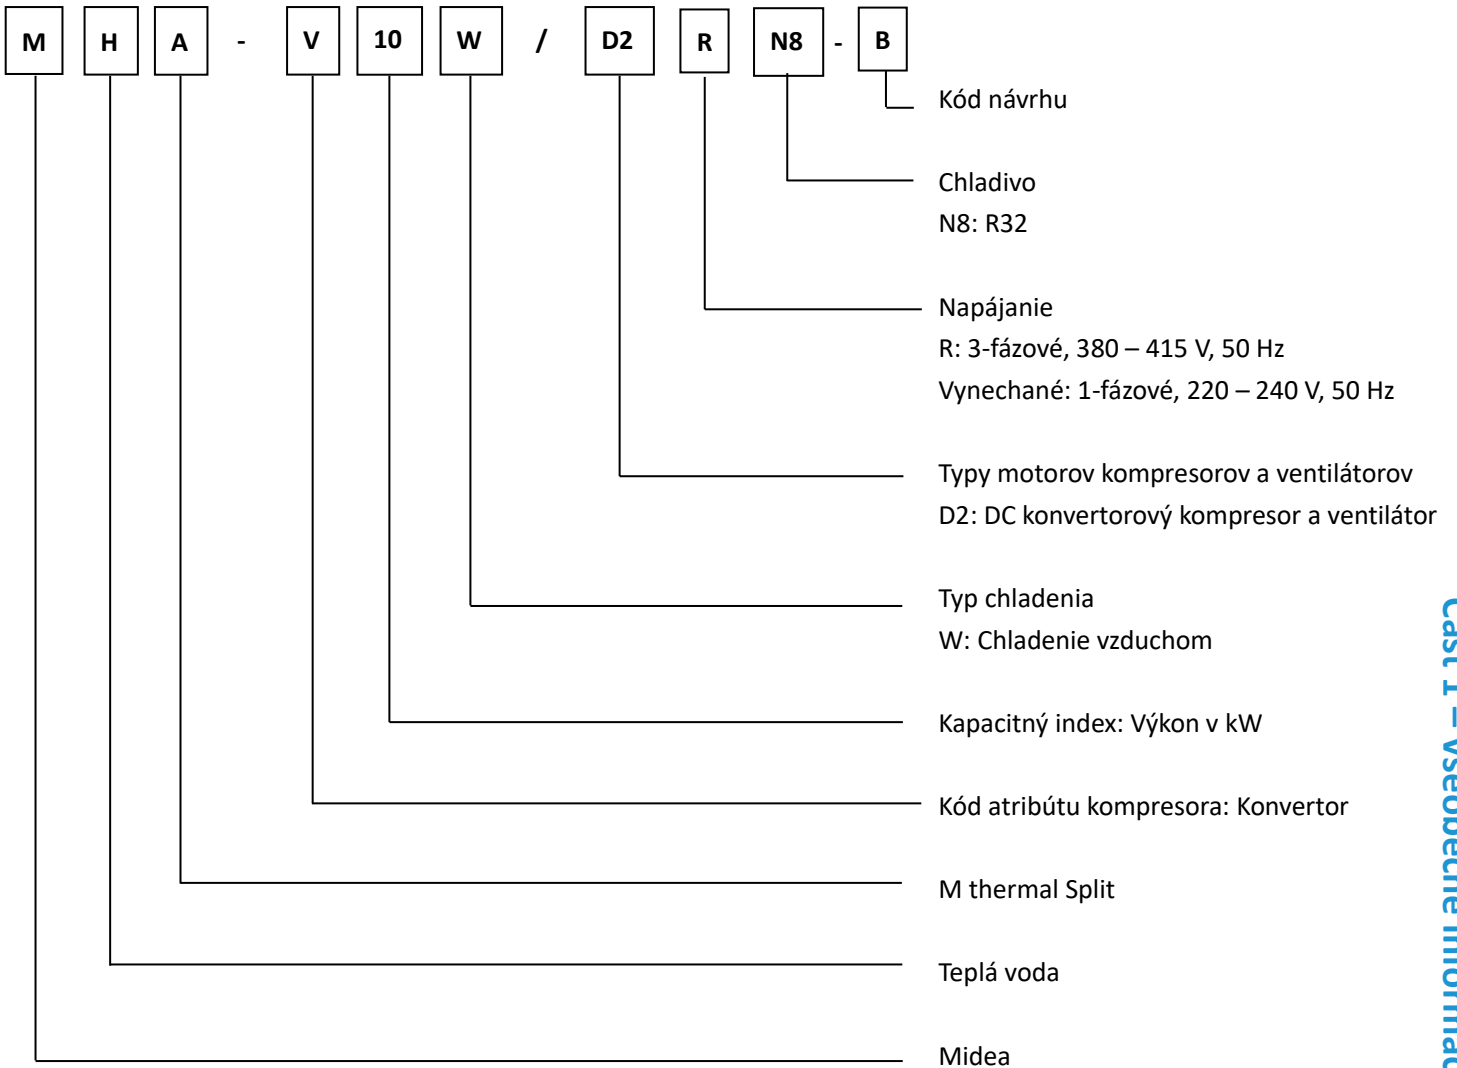 M H A - V 10 W / D2 R N8 - B
Kód návrhu
Chladivo
N8: R32
Napájanie
R: 3-fázové, 380 – 415 V, 50 Hz
Vynechané: 1-fázové, 220 – 240 V, 50 Hz
Typy motorov kompresorov a ventilátorov
D2: DC konvertorový kompresor a ventilátor
Typ chladenia
W: Chladenie vzduchom
Kapacitný index: Výkon v kW
Kód atribútu kompresora: Konvertor
M thermal Split
Teplá voda
Midea
1 –